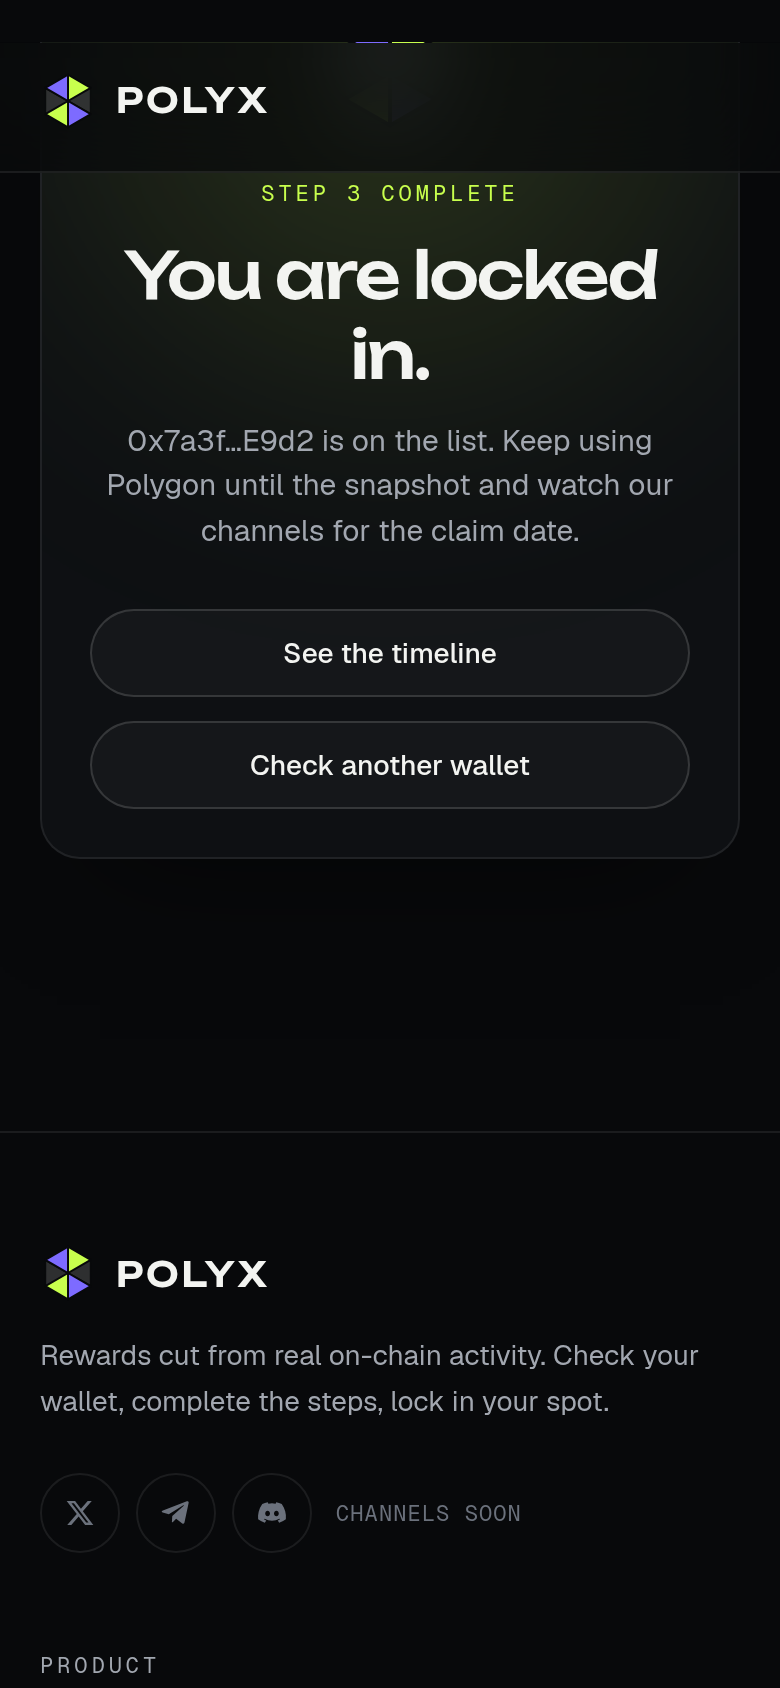 POLYX
STEP 3 COMPLETE
You are locked
in.
0x7a3f…E9d2 is on the list. Keep using
Polygon until the snapshot and watch our
channels for the claim date.
See the timeline
Check another wallet
POLYX
Rewards cut from real on-chain activity. Check your
wallet, complete the steps, lock in your spot.
CHANNELS SOON
PRODUCT